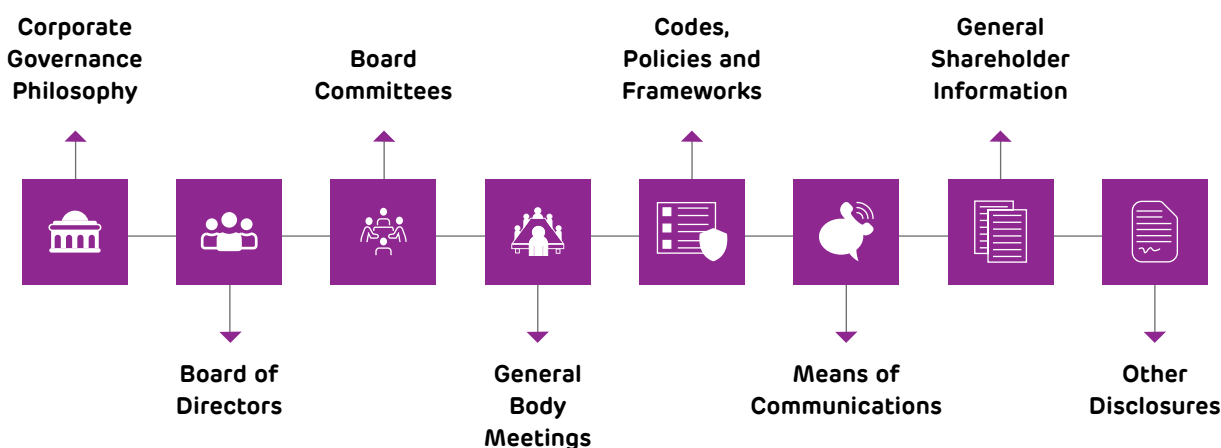 Corporate
Governance
Philosophy
Board
Committees
Codes,
Policies and
Frameworks
General
Shareholder
Information
Board of
Directors
General
Body
Meetings
Means of
Communications
Other
Disclosures